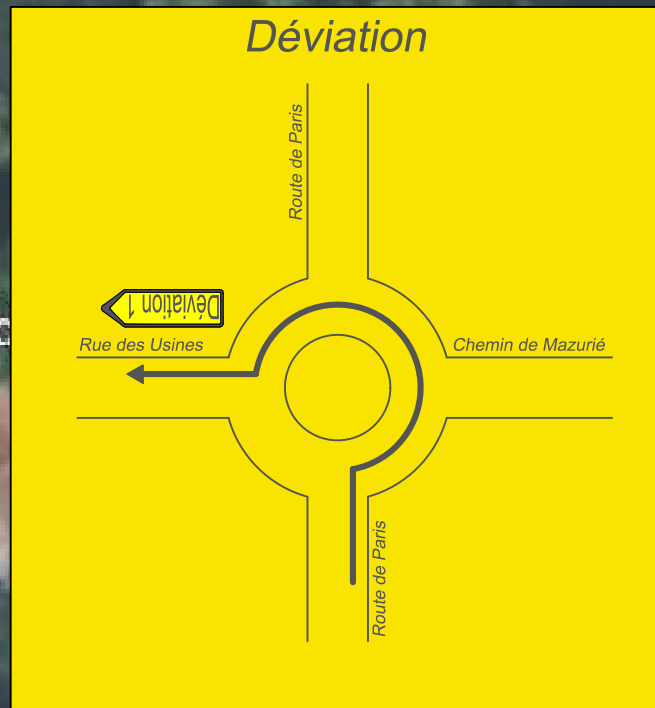 Déviation
Route de Paris
Déviation 1
Rue des Usines
Chemin de Mazurié
Route de Paris